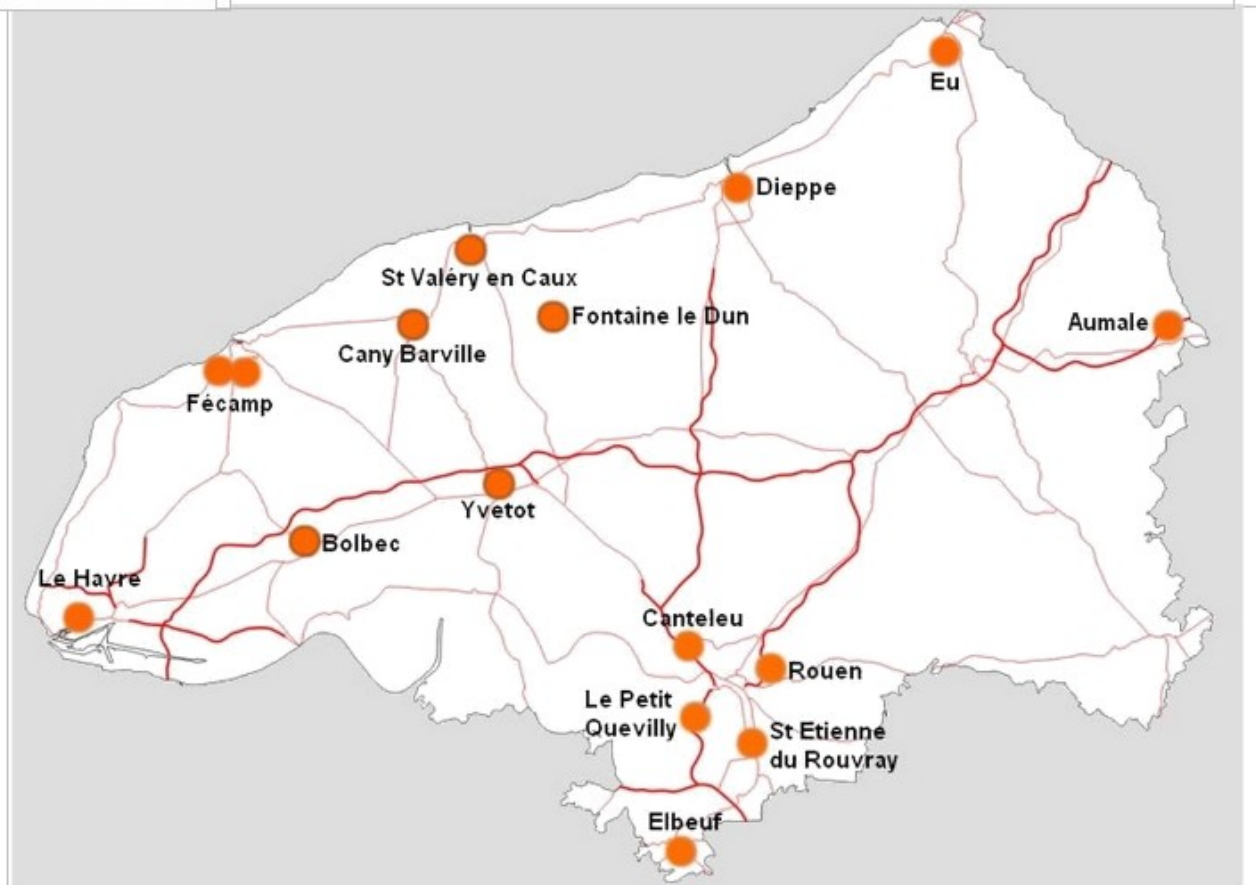 Eu
Dieppe
St Valéry en Caux
Fontaine le Dun
Aumale
Cany Barville
Fécamp
Yvetot
Bolbec
Le Havre
Canteleu
Rouen
Le Petit
Quevilly
St Etienne
du Rouvray
Elbeuf